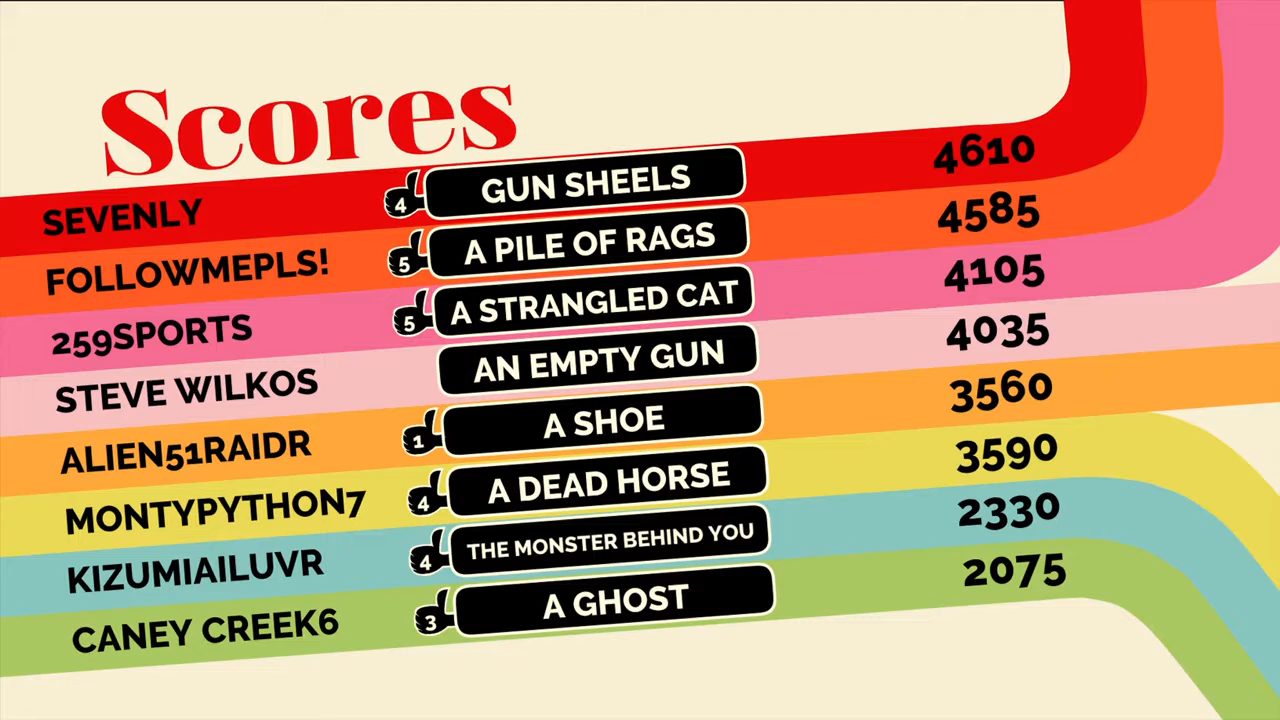 Scores
SEVENLY 4 GUN SHEELS 4610
FOLLOWMEPLS! 5 A PILE OF RAGS 4585
259SPORTS 5 A STRANGLED CAT 4105
STEVE WILKOS AN EMPTY GUN 4035
ALIEN51RAIDR 1 A SHOE 3560
MONTYPYTHON7 4 A DEAD HORSE 3590
KIZUMIAILUVR 4 THE MONSTER BEHIND YOU 2330
CANEY CREEK6 3 A GHOST 2075